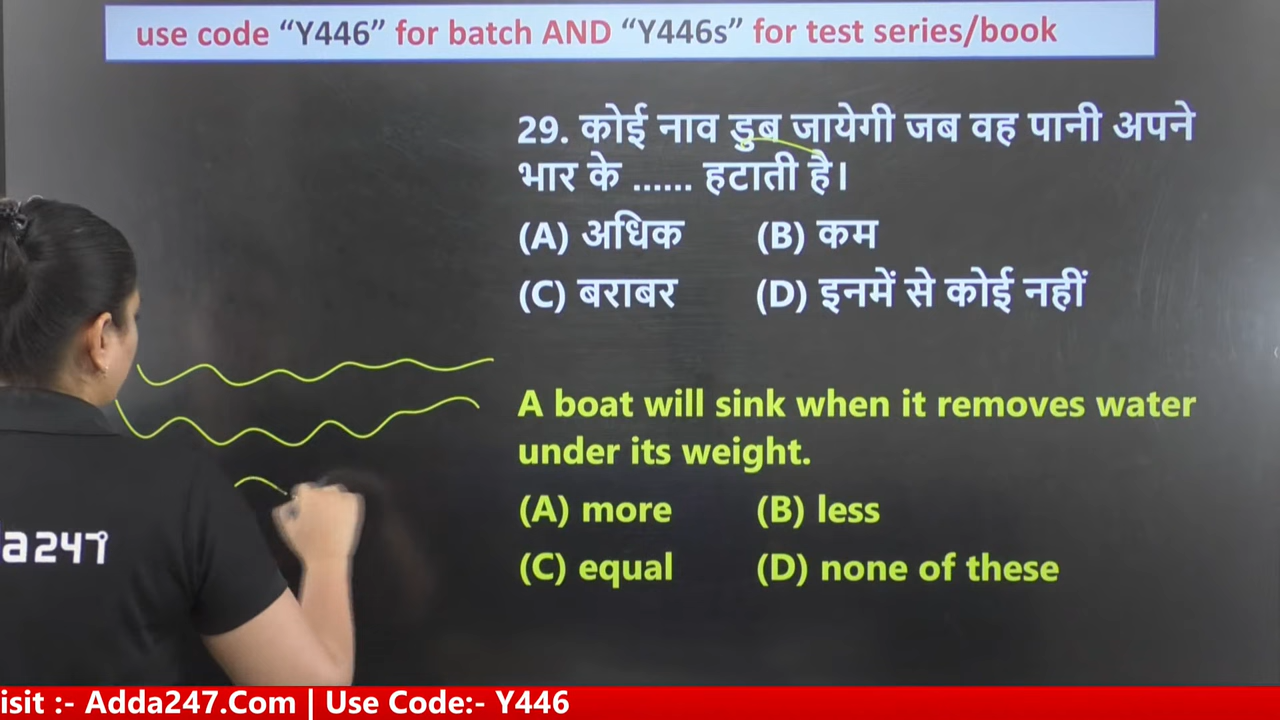 use code “Y446” for batch AND “Y446s” for test series/book
29. कोई नाव डुब जायेगी जब वह पानी अपने
भार के ...... हटाती है।
(A) अधिक (B) कम
(C) बराबर (D) इनमें से कोई नहीं
A boat will sink when it removes water
under its weight.
(A) more (B) less
(C) equal (D) none of these
a247
isit :- Adda247.Com | Use Code:- Y446